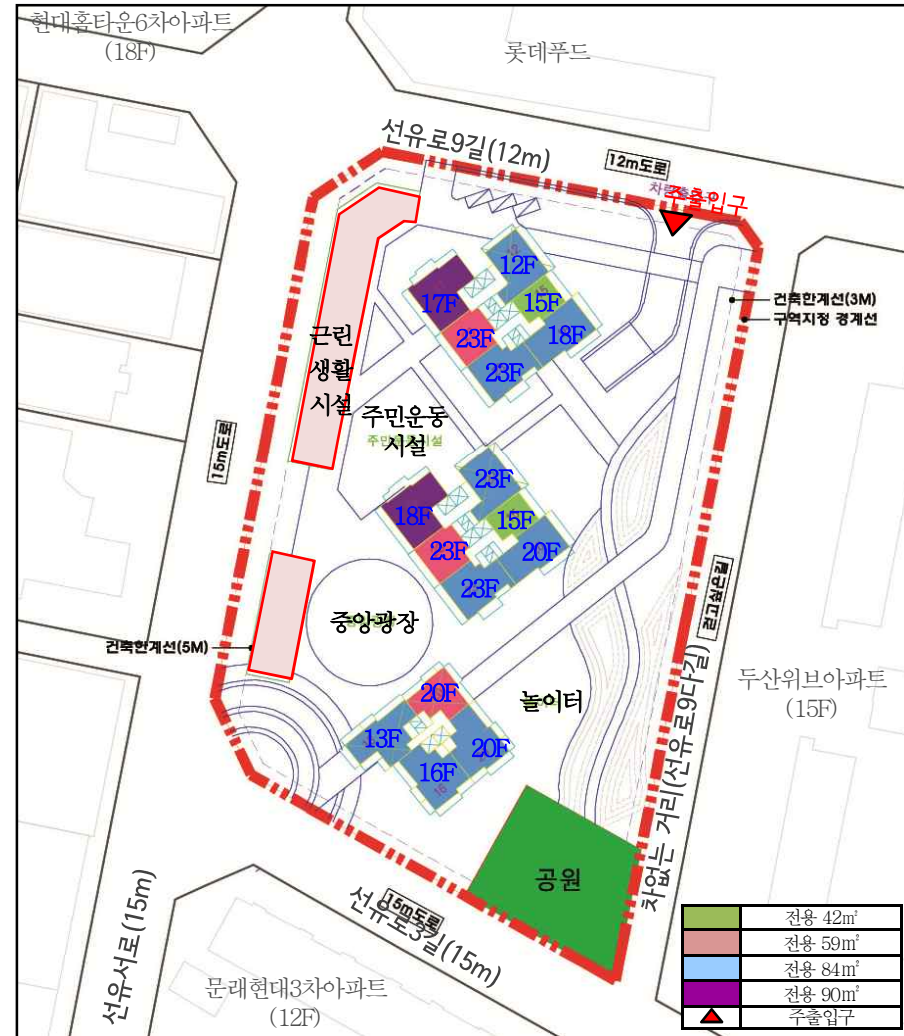 현대홈타운6차아파트
(18F)
롯데푸드
선유로9길(12m)
12m도로
주출입구
12F
17F
15F
23F
18F
23F
건축한계선(3M)
구역지정 경계선
근린
생활
시설
주민운동
시설
15m도로
23F
18F
15F
23F
20F
23F
걷고싶은길
중앙광장
건축한계선(5M)
20F
놀이터
13F
20F
16F
두산위브아파트
(15F)
차없는 거리(선유로9다길)
공원
15m도로
선유로3길(15m)
선유서로(15m)
문래현대3차아파트
(12F)
전용 42㎡
전용 59㎡
전용 84㎡
전용 90㎡
주출입구